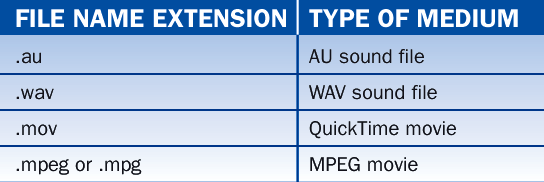 FILE NAME EXTENSION TYPE OF MEDIUM
.au AU sound file
.wav WAV sound file
.mov QuickTime movie
.mpeg or .mpg MPEG movie